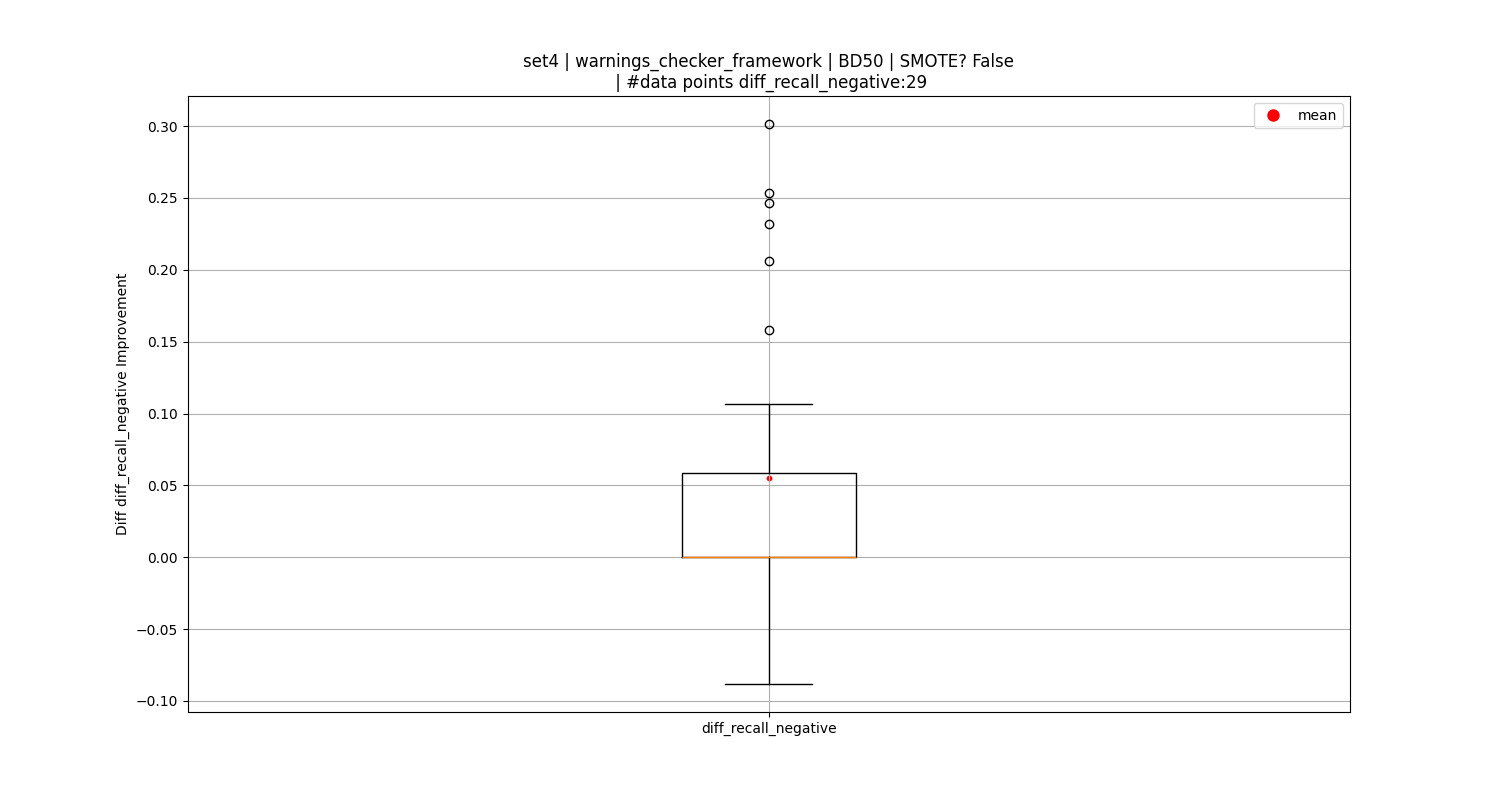 set4 | warnings_checker_framework | BD50 | SMOTE? False
| #data points diff_recall_negative:29
mean
0.30
0.25
0.20
0.15
0.10
0.05
0.00
−0.05
−0.10
Diff diff_recall_negative Improvement
diff_recall_negative